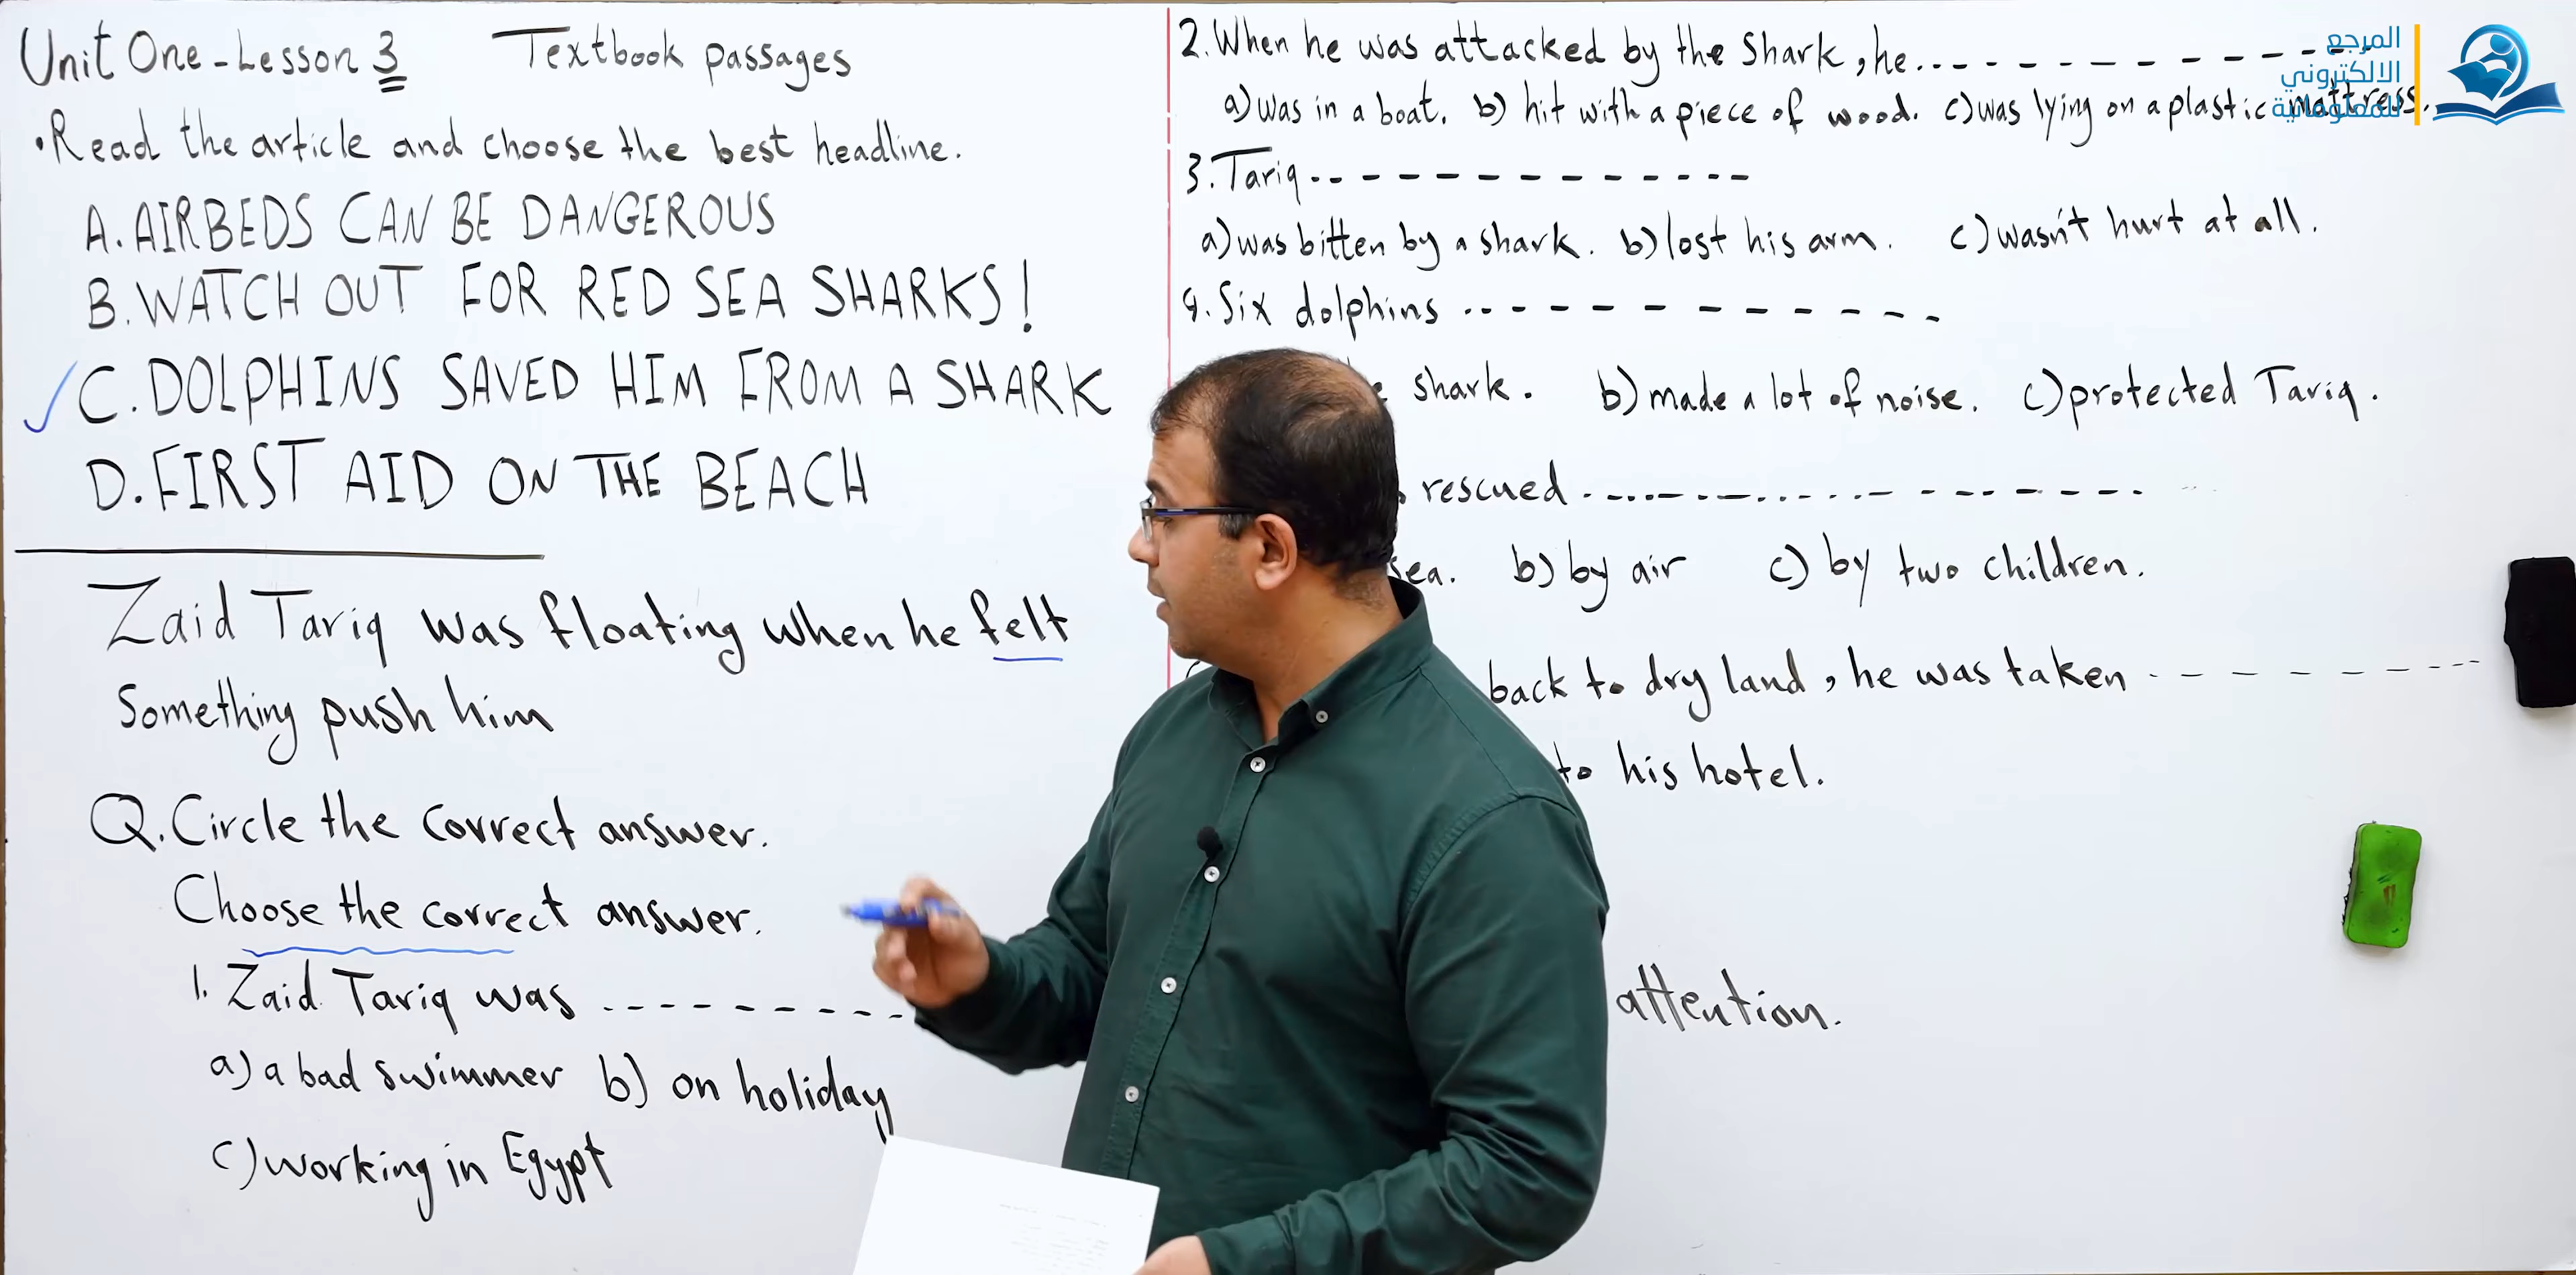 Unit One - Lesson 3 Textbook passages
• Read the article and choose the best headline.
A. AIRBEDS CAN BE DANGEROUS
B. WATCH OUT FOR RED SEA SHARKS!
✓ C. DOLPHINS SAVED HIM FROM A SHARK
D. FIRST AID ON THE BEACH
Zaid Tariq was floating when he felt
Something push him
Q. Circle the correct answer.
Choose the correct answer.
1. Zaid Tariq was ---------
a) a bad swimmer b) on holiday
c) working in Egypt
2. When he was attacked by the Shark, he ------------
a) was in a boat. b) hit with a piece of wood. c) was lying on a plastic mattress.
3. Tariq --------------
a) was bitten by a shark. b) lost his arm. c) wasn't hurt at all.
4. Six dolphins -------------
shark. b) made a lot of noise. c) protected Tariq.
rescued --------------
sea. b) by air c) by two children.
back to dry land, he was taken --------
to his hotel.
attention.
المرجع
الالكتروني
للمعلوماتية